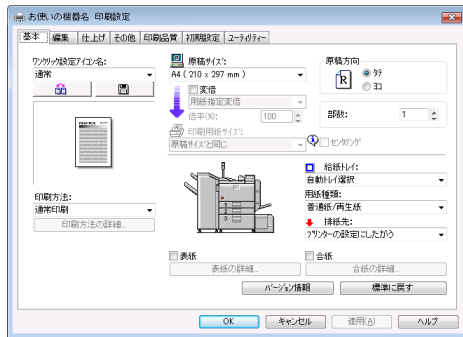 お使いの機器名 印刷設定
基本 編集 仕上げ その他 印刷品質 初期設定 ユーティリティー
ワンクリック設定アイコン名:
通常
印刷方法:
通常印刷
印刷方法の詳細...
原稿サイズ:
A4 ( 210 x 297 mm )
変倍
用紙指定変倍
倍率(%): 100
印刷用紙サイズ:
原稿サイズと同じ
原稿方向
タテ
ヨコ
部数: 1
センタリング
給紙トレイ:
自動トレイ選択
用紙種類:
普通紙/再生紙
排紙先:
プリンターの設定にしたがう
表紙
表紙の詳細...
合紙
合紙の詳細...
バージョン情報 標準に戻す
OK キャンセル 適用(A) ヘルプ